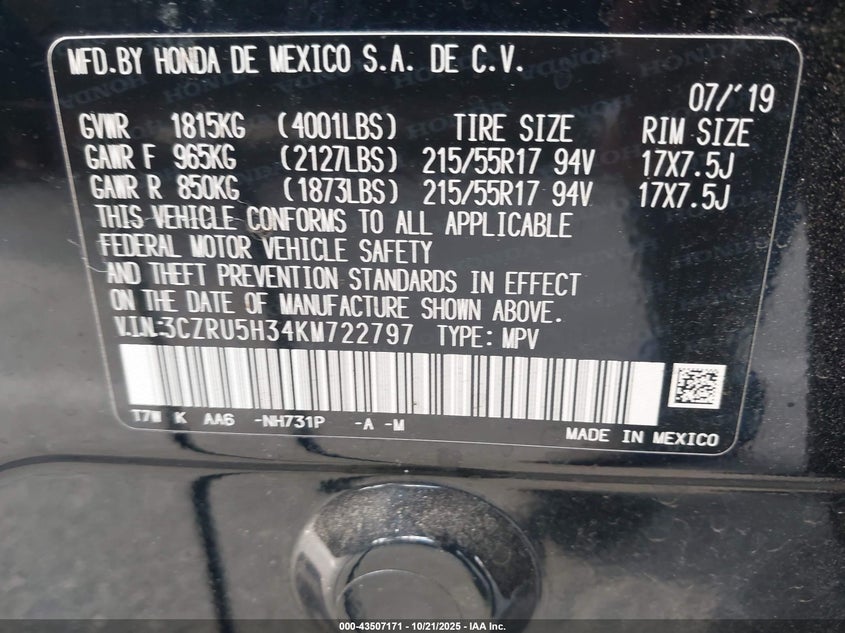 MFD.BY HONDA DE MEXICO S.A. DE C.V.
07/'19
GVWR 1815KG (4001LBS) TIRE SIZE RIM SIZE
GAWR F 965KG (2127LBS) 215/55R17 94V 17X7.5J
GAWR R 850KG (1873LBS) 215/55R17 94V 17X7.5J
THIS VEHICLE CONFORMS TO ALL APPLICABLE
FEDERAL MOTOR VEHICLE SAFETY
AND THEFT PREVENTION STANDARDS IN EFFECT
ON THE DATE OF MANUFACTURE SHOWN ABOVE.
V.I.N:3CZRU5H34KM722797 TYPE: MPV
T7W K AA6 -NH731P -A -M
MADE IN MEXICO
000-43507171 - 10/21/2025 - IAA Inc.